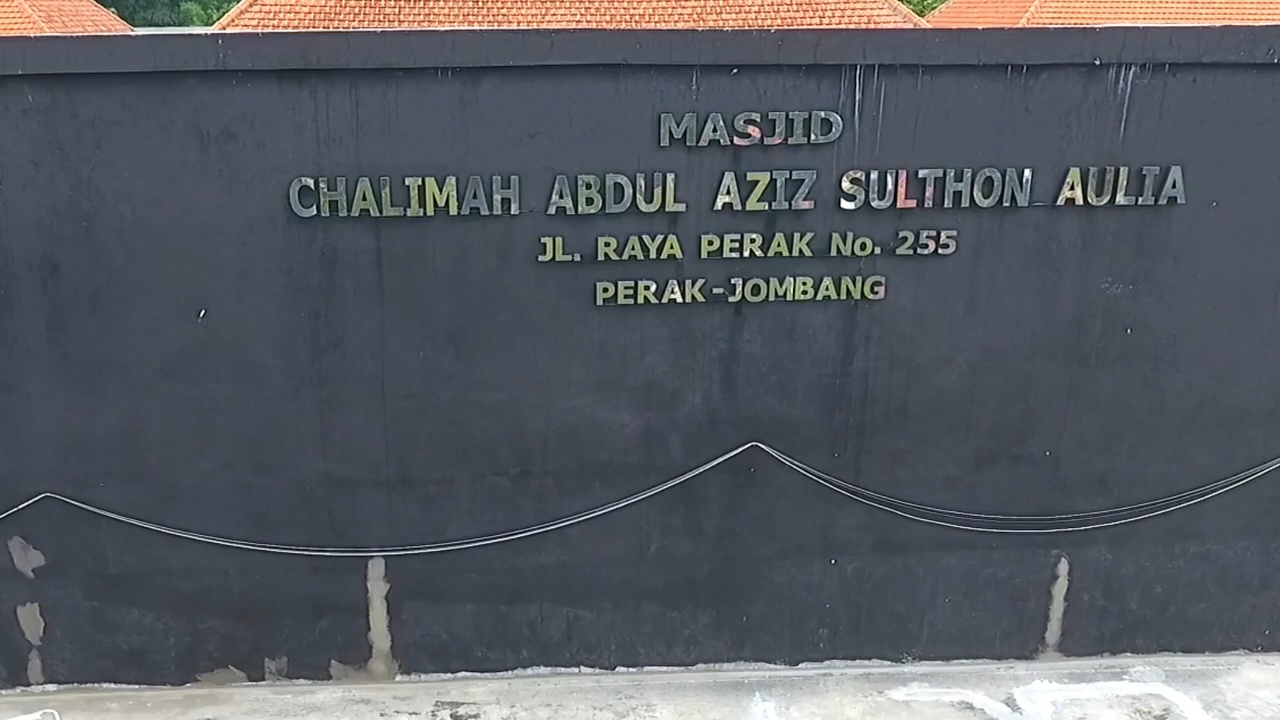 MASJID
CHALIMAH ABDUL AZIZ SULTHON AULIA
JL. RAYA PERAK No. 255
PERAK-JOMBANG